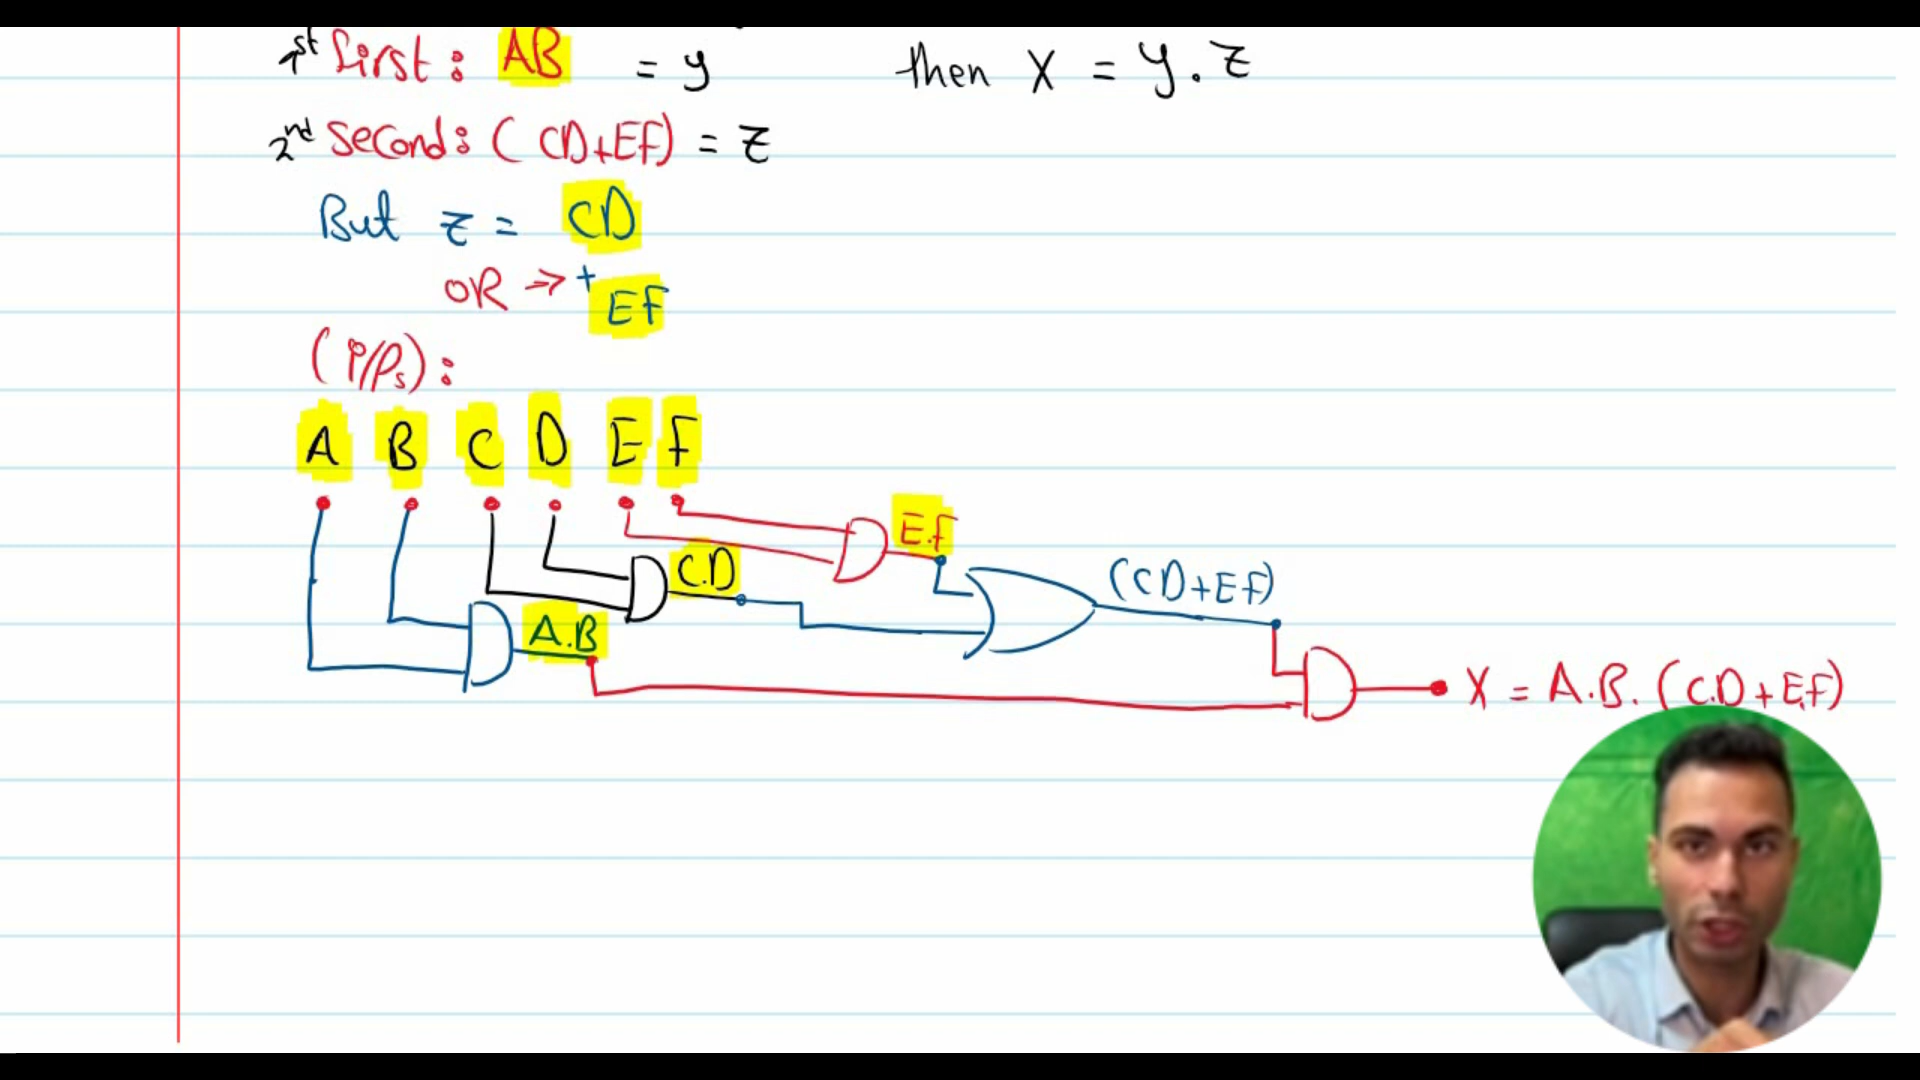 1st first: AB = y then X = y.z
2nd second: (CD+EF) = z
But z = CD
OR → +
EF
(i/Ps):
A B C D E F
E.F
C.D
(CD+EF)
A.B
X = A.B.(C.D+E.F)